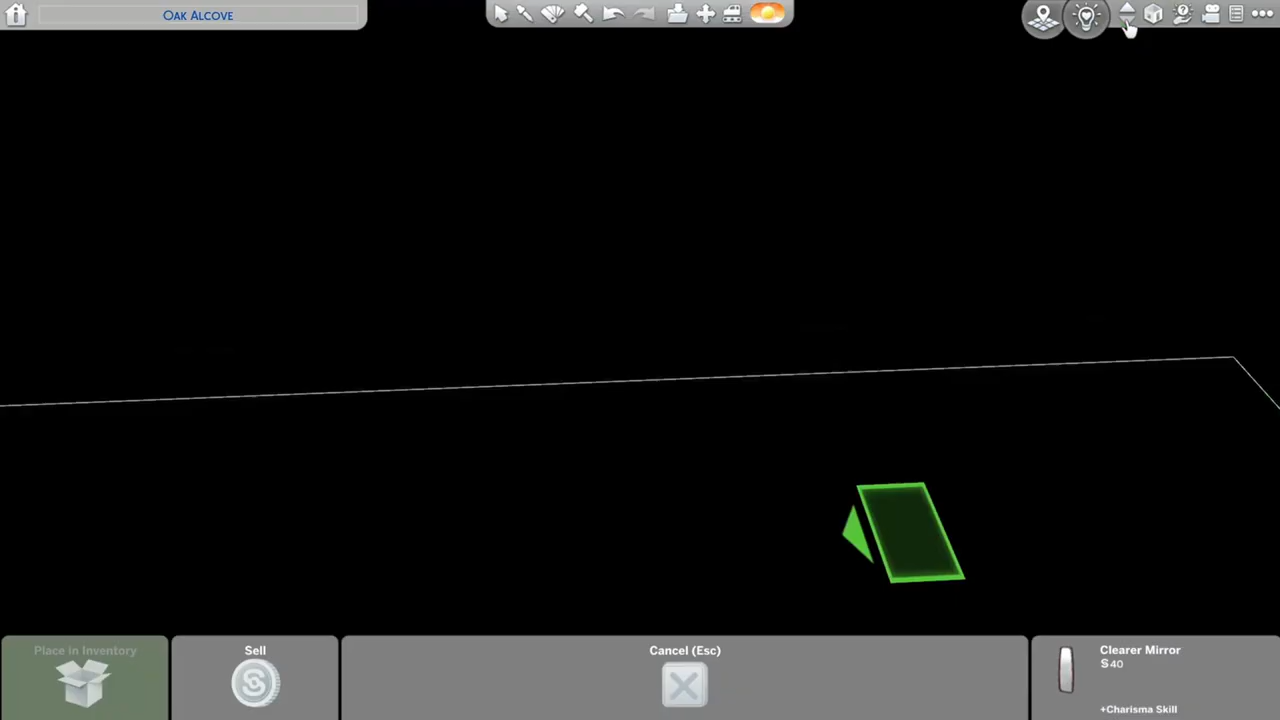 OAK ALCOVE
Place in Inventory
Sell
Cancel (Esc)
Clearer Mirror
§40
+Charisma Skill